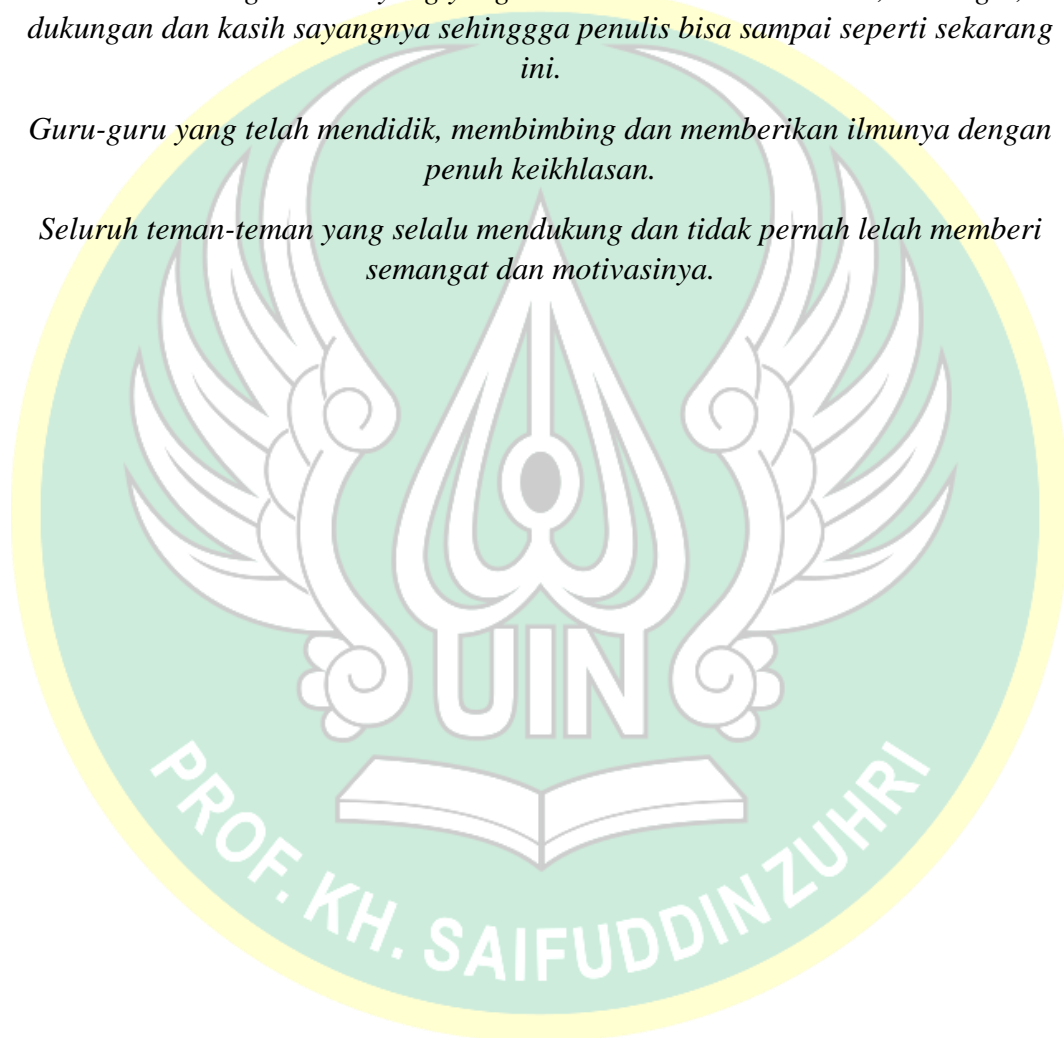 dukungan dan kasih sayangnya sehinggga penulis bisa sampai seperti sekarang
ini.
Guru-guru yang telah mendidik, membimbing dan memberikan ilmunya dengan
penuh keikhlasan.
Seluruh teman-teman yang selalu mendukung dan tidak pernah lelah memberi
semangat dan motivasinya.
UIN
PROF. KH. SAIFUDDIN ZUHRI